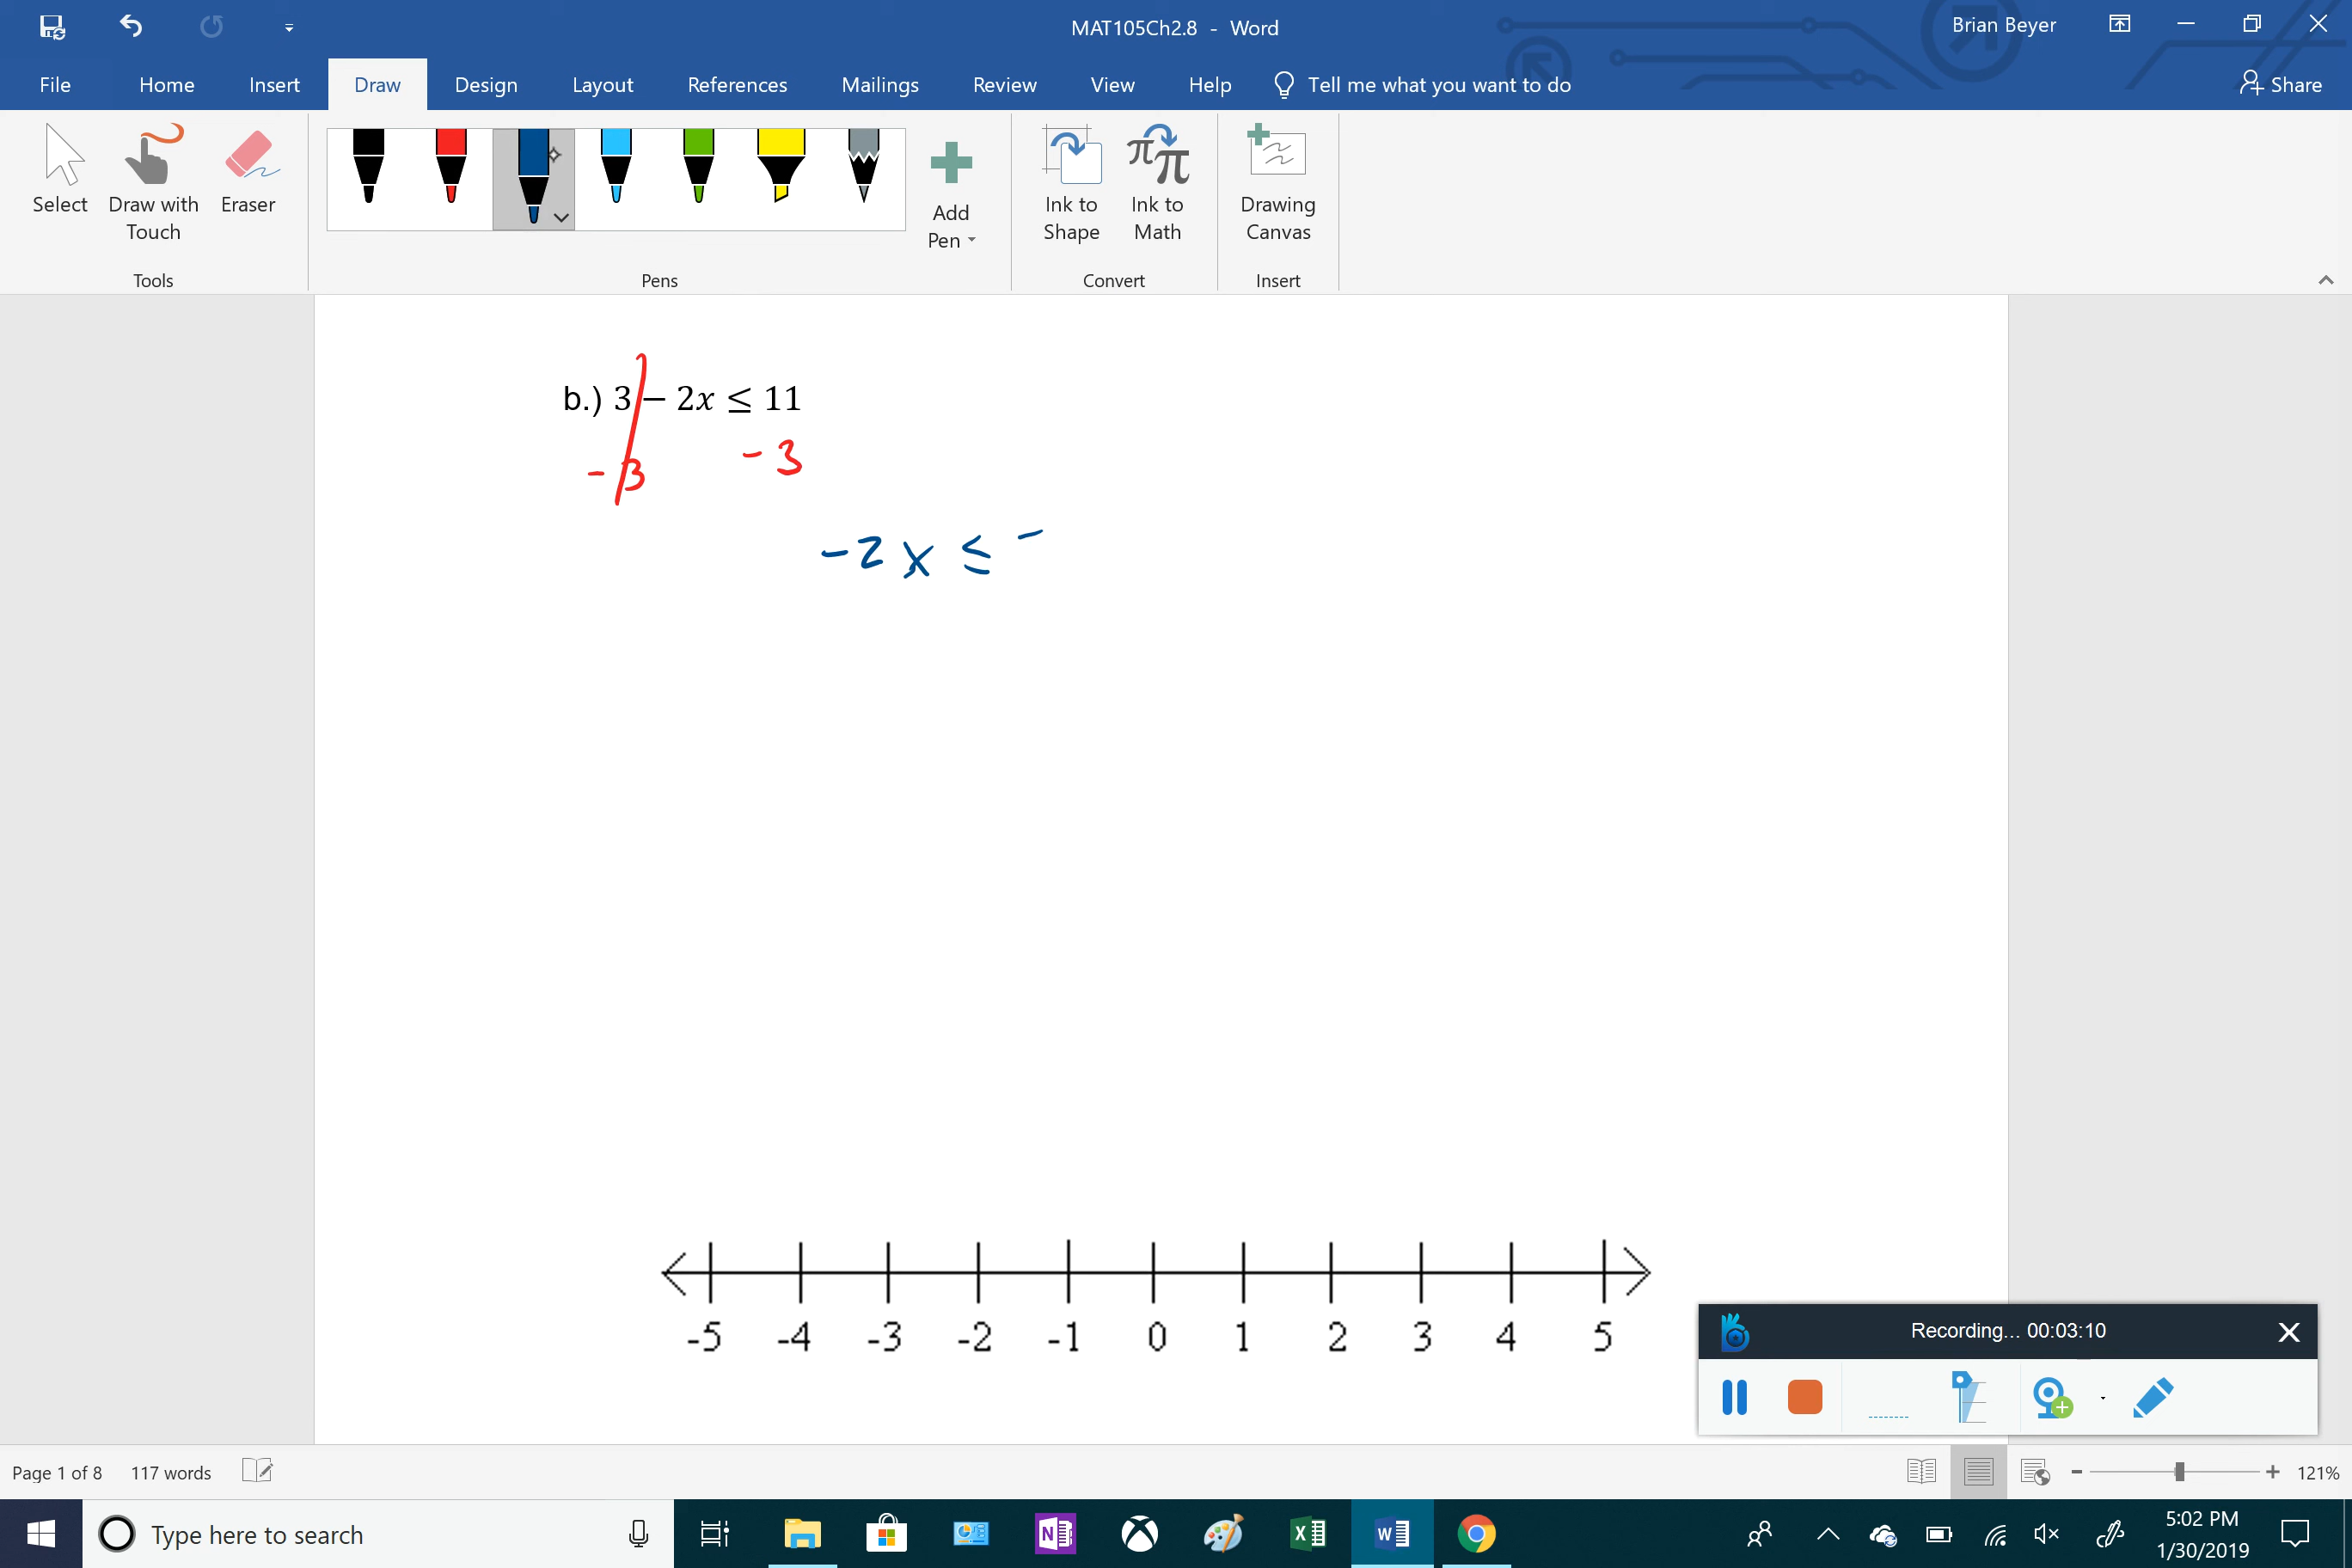 MAT105Ch2.8 - Word
Brian Beyer
File Home Insert Draw Design Layout References Mailings Review View Help Tell me what you want to do Share
Select Draw with Touch Eraser
Add Pen
Ink to Shape
Ink to Math
Drawing Canvas
Tools Pens Convert Insert
b.) 3 − 2x ≤ 11
- 3 - 3
-2x ≤ -
-5 -4 -3 -2 -1 0 1 2 3 4 5
Recording... 00:03:10
Page 1 of 8 117 words 121%
Type here to search
5:02 PM
1/30/2019